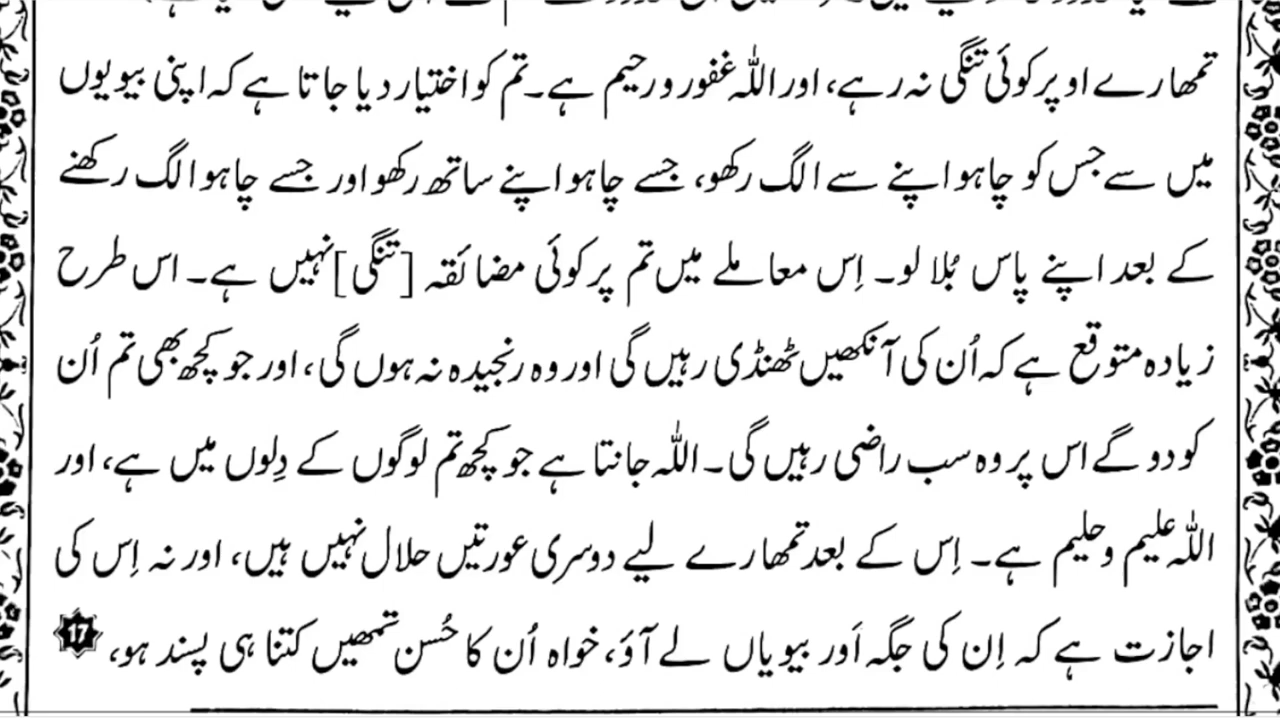 تمھارے اوپر کوئی تنگی نہ رہے، اور اللہ غفور و رحیم ہے۔ تم کو اختیار دیا جاتا ہے کہ اپنی بیویوں
میں سے جس کو چاہو اپنے سے الگ رکھو، جسے چاہو اپنے ساتھ رکھو اور جسے چاہو الگ رکھنے
کے بعد اپنے پاس بُلا لو۔ اِس معاملے میں تم پر کوئی مضائقہ [تنگی] نہیں ہے۔ اس طرح
زیادہ متوقع ہے کہ اُن کی آنکھیں ٹھنڈی رہیں گی اور وہ رنجیدہ نہ ہوں گی، اور جو کچھ بھی تم اُن
کو دو گے اس پر وہ سب راضی رہیں گی۔ اللہ جانتا ہے جو کچھ تم لوگوں کے دِلوں میں ہے، اور
اللہ علیم و حلیم ہے۔ اِس کے بعد تمھارے لیے دوسری عورتیں حلال نہیں ہیں، اور نہ اِس کی
اجازت ہے کہ اِن کی جگہ اَور بیویاں لے آؤ، خواہ اُن کا حُسن تمھیں کتنا ہی پسند ہو، 17